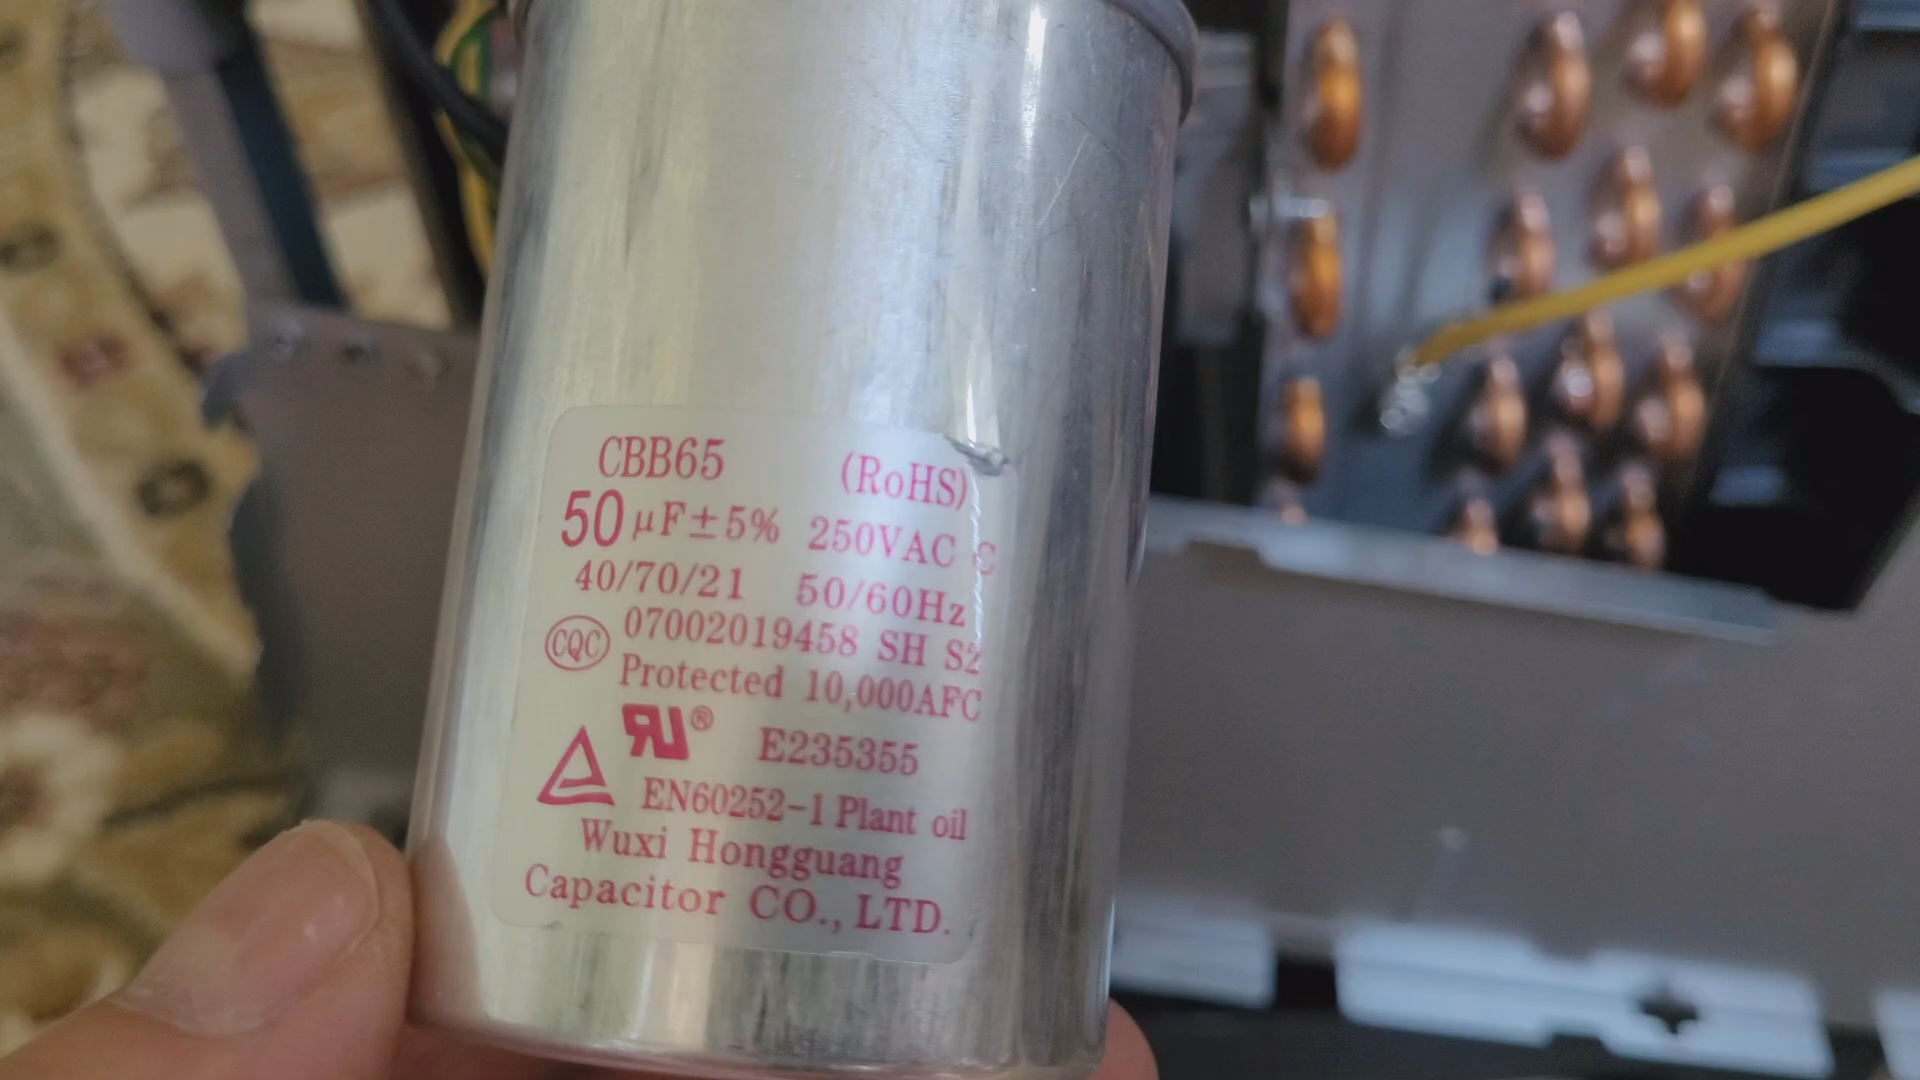 CBB65 (RoHS)
50 μF±5% 250VAC C
40/70/21 50/60Hz
CQC 07002019458 SH S2
Protected 10,000AFC
RU® E235355
EN60252-1 Plant oil
Wuxi Hongguang
Capacitor CO., LTD.